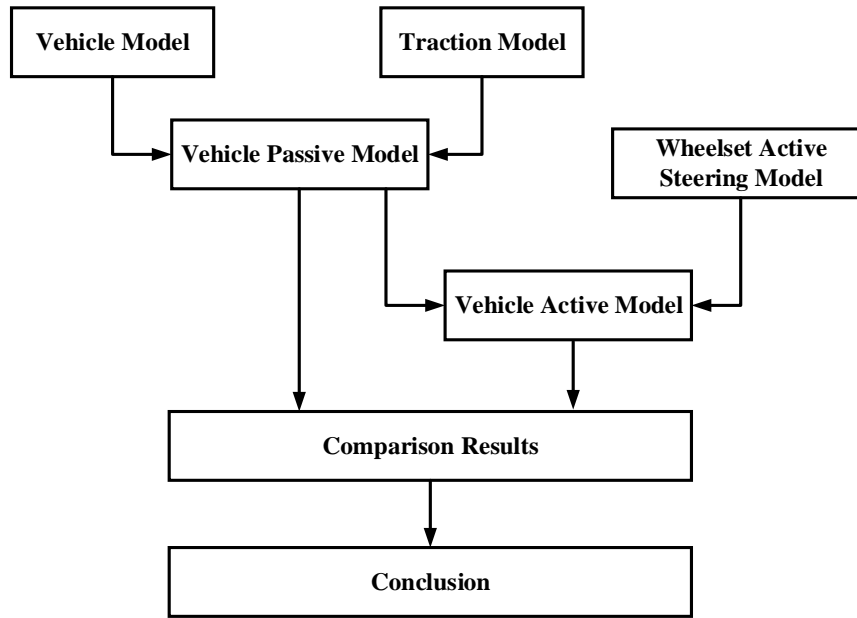 Vehicle Model
Traction Model
Vehicle Passive Model
Wheelset Active
Steering Model
Vehicle Active Model
Comparison Results
Conclusion